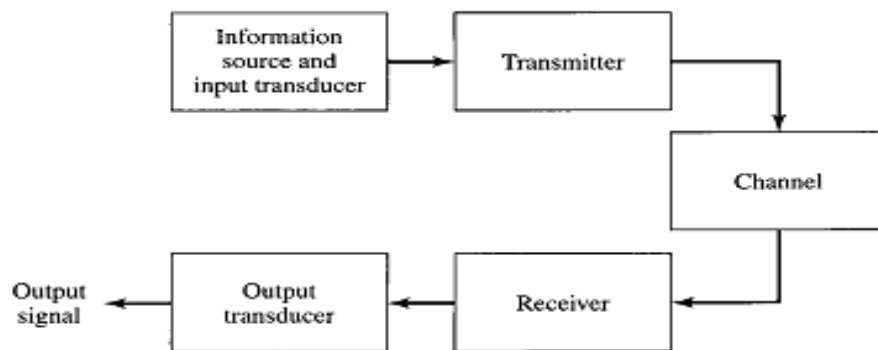 Information
source and
input transducer
Transmitter
Channel
Receiver
Output
transducer
Output
signal